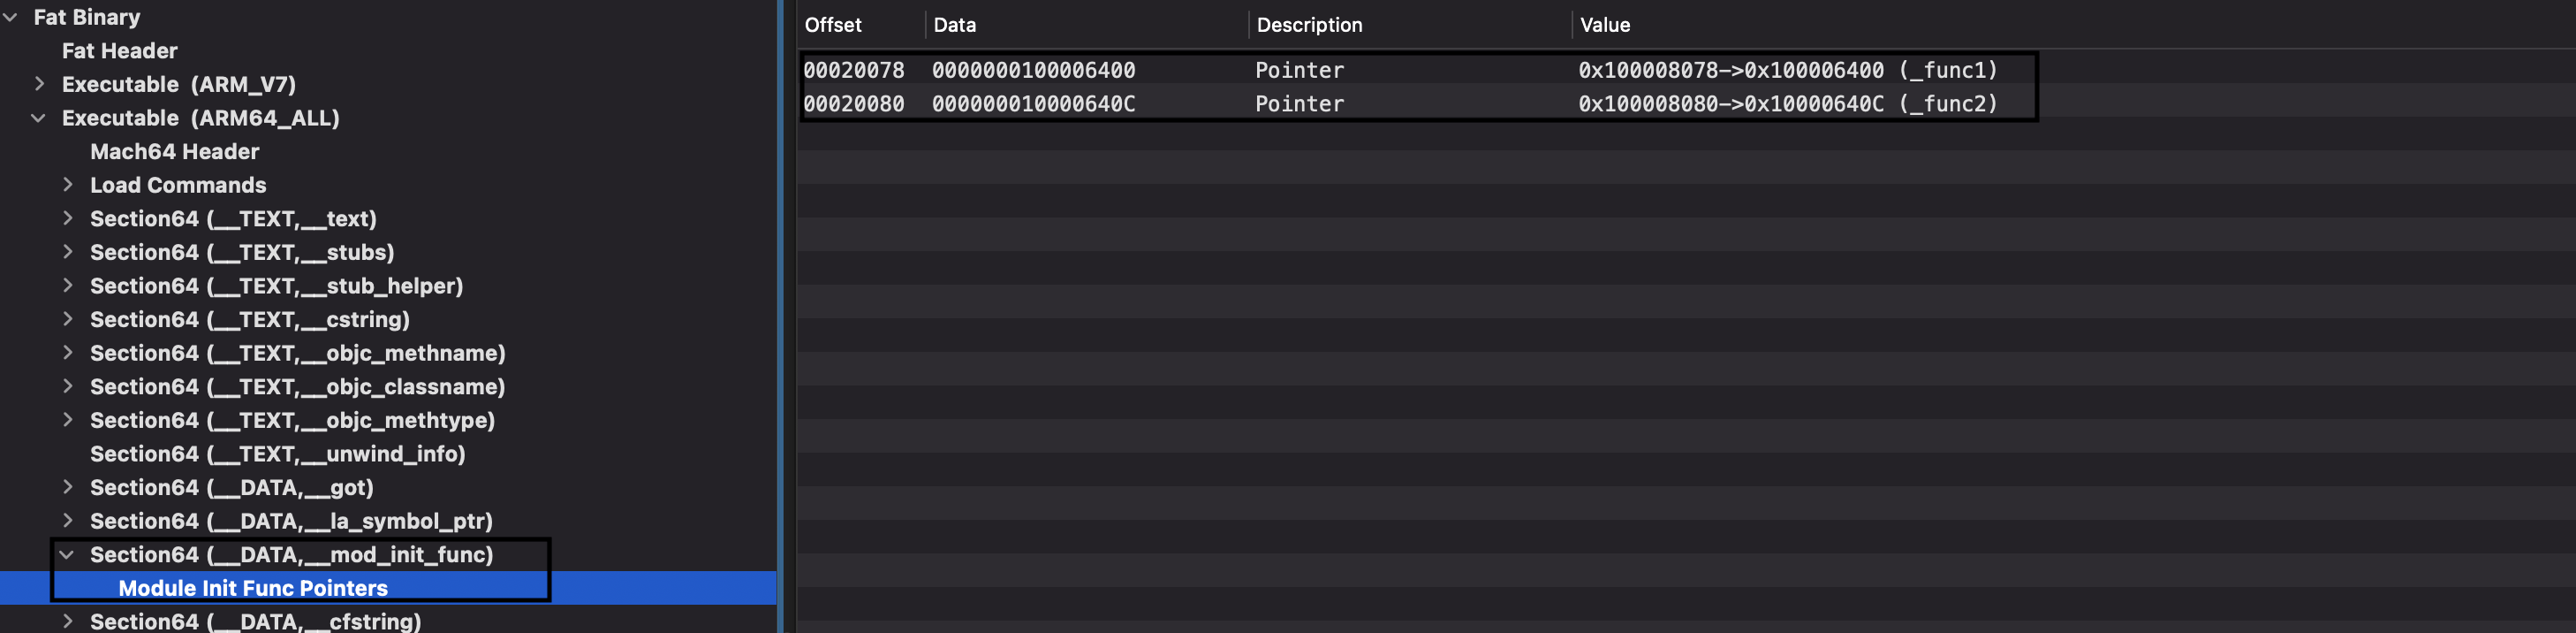 Fat Binary
Fat Header
Executable (ARM_V7)
Executable (ARM64_ALL)
Mach64 Header
Load Commands
Section64 (__TEXT,__text)
Section64 (__TEXT,__stubs)
Section64 (__TEXT,__stub_helper)
Section64 (__TEXT,__cstring)
Section64 (__TEXT,__objc_methname)
Section64 (__TEXT,__objc_classname)
Section64 (__TEXT,__objc_methtype)
Section64 (__TEXT,__unwind_info)
Section64 (__DATA,__got)
Section64 (__DATA,__la_symbol_ptr)
Section64 (__DATA,__mod_init_func)
Module Init Func Pointers
Section64 (__DATA,__cfstring)
Offset Data Description Value
00020078 0000000100006400 Pointer 0x100008078->0x100006400 (_func1)
00020080 000000010000640C Pointer 0x100008080->0x10000640C (_func2)